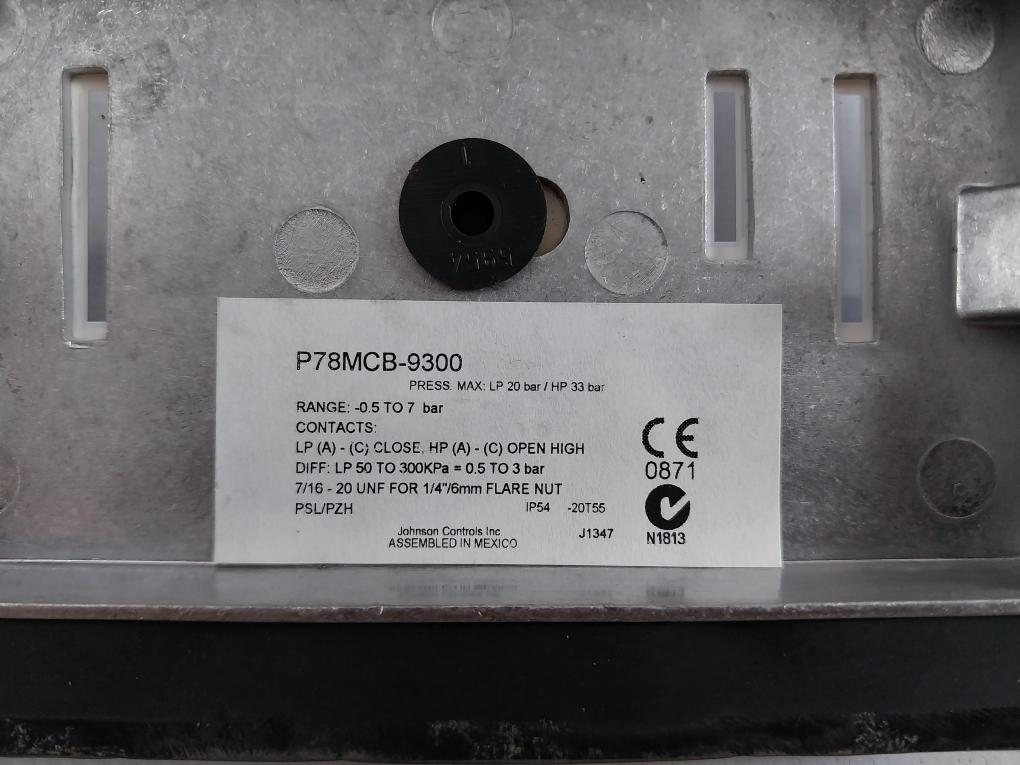 1
595A
P78MCB-9300
PRESS. MAX: LP 20 bar / HP 33 bar
RANGE: -0.5 TO 7 bar
CONTACTS:
LP (A) - (C) CLOSE, HP (A) - (C) OPEN HIGH
DIFF: LP 50 TO 300KPa = 0.5 TO 3 bar
7/16 - 20 UNF FOR 1/4"/6mm FLARE NUT
PSL/PZH IP54 -20T55
Johnson Controls Inc.
ASSEMBLED IN MEXICO J1347
CE
0871
N1813